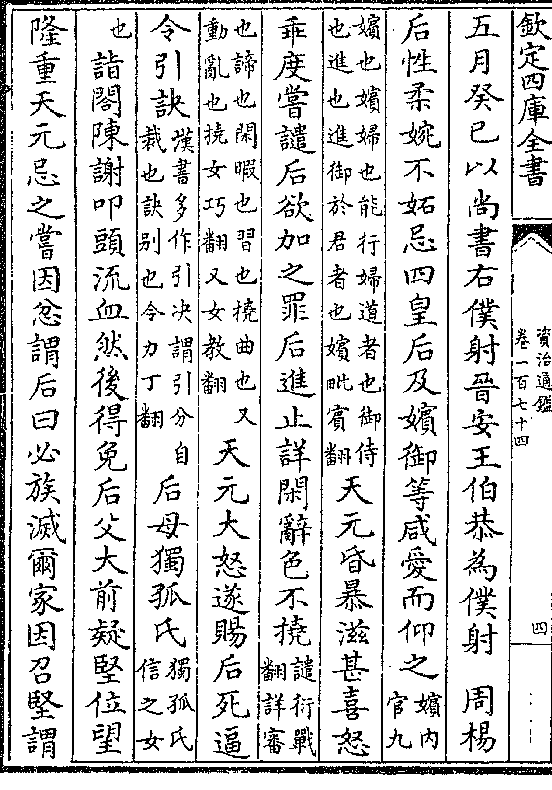 欽定四庫全書
資治通鑑
卷一百七十四
四
五月癸巳以尚書右僕射晉安王伯恭為僕射　周楊
后性柔婉不妬忌四皇后及嬪御等咸愛而仰之嬪内官九
嬪也嬪婦也能行婦道者也御侍也進也進御於君者也嬪毗賓翻天元昏暴滋甚喜怒
乖度嘗譴后欲加之罪后進止詳閑辭色不撓譴衍戰翻詳審
也諦也閑暇也習也撓曲也又動亂也撓女巧翻又女教翻天元大怒遂賜后死逼
令引訣漢書多作引决謂引分自裁也訣别也令力丁翻后母獨孤氏獨孤氏信之女
也詣閤陳謝叩頭流血然後得免后父大前疑堅位望
隆重天元忌之嘗因忿謂后曰必族滅爾家因召堅謂